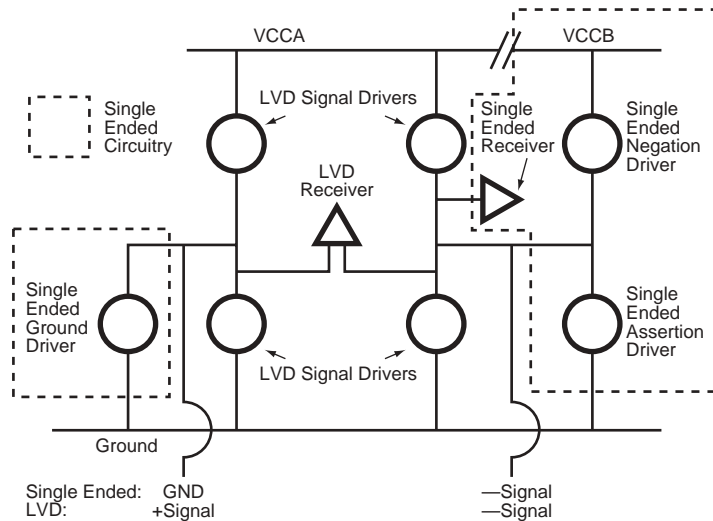 VCCA
VCCB
Single
Ended
Circuitry
LVD Signal Drivers
Single
Ended
Receiver
Single
Ended
Negation
Driver
LVD
Receiver
Single
Ended
Ground
Driver
Single
Ended
Assertion
Driver
LVD Signal Drivers
Ground
Single Ended: GND —Signal
LVD: +Signal —Signal